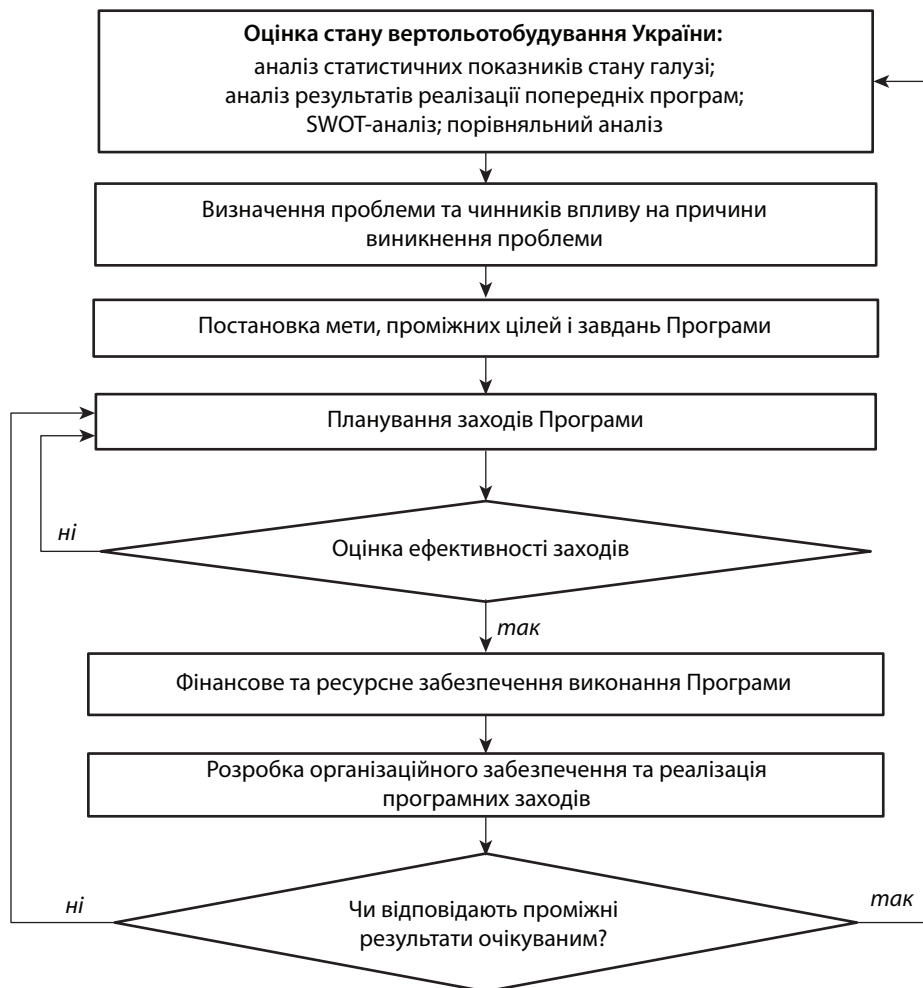 Оцінка стану вертольотобудування України:
аналіз статистичних показників стану галузі;
аналіз результатів реалізації попередніх програм;
SWOT-аналіз; порівняльний аналіз
Визначення проблеми та чинників впливу на причини
виникнення проблеми
Постановка мети, проміжних цілей і завдань Програми
Планування заходів Програми
ні
Оцінка ефективності заходів
так
Фінансове та ресурсне забезпечення виконання Програми
Розробка організаційного забезпечення та реалізація
програмних заходів
ні
Чи відповідають проміжні
результати очікуваним?
так